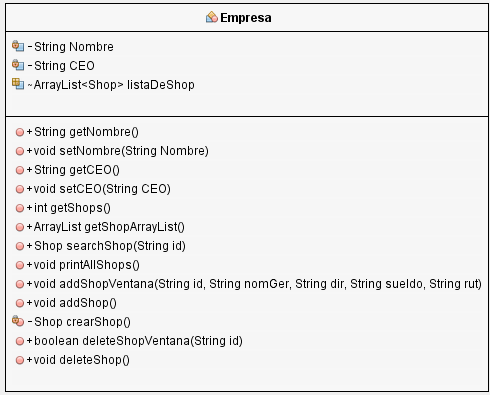 Empresa
- String Nombre
- String CEO
~ ArrayList<Shop> listaDeShop
+ String getNombre()
+ void setNombre(String Nombre)
+ String getCEO()
+ void setCEO(String CEO)
+ int getShops()
+ ArrayList getShopArrayList()
+ Shop searchShop(String id)
+ void printAllShops()
+ void addShopVentana(String id, String nomGer, String dir, String sueldo, String rut)
+ void addShop()
- Shop crearShop()
+ boolean deleteShopVentana(String id)
+ void deleteShop()